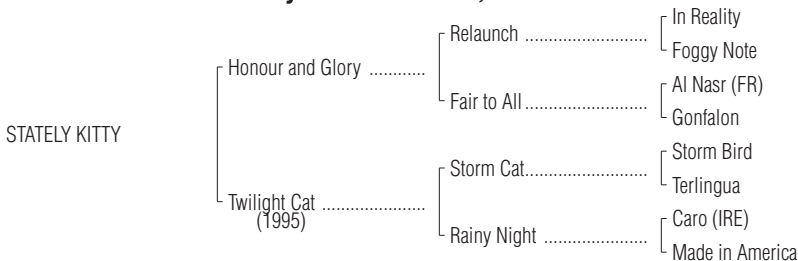 In Reality
Relaunch ..............................
Foggy Note
Honour and Glory .............
Al Nasr (FR)
Fair to All ..............................
Gonfalon
STATELY KITTY
Storm Bird
Storm Cat..............................
Terlingua
Twilight Cat ........................
(1995)
Caro (IRE)
Rainy Night ..........................
Made in America